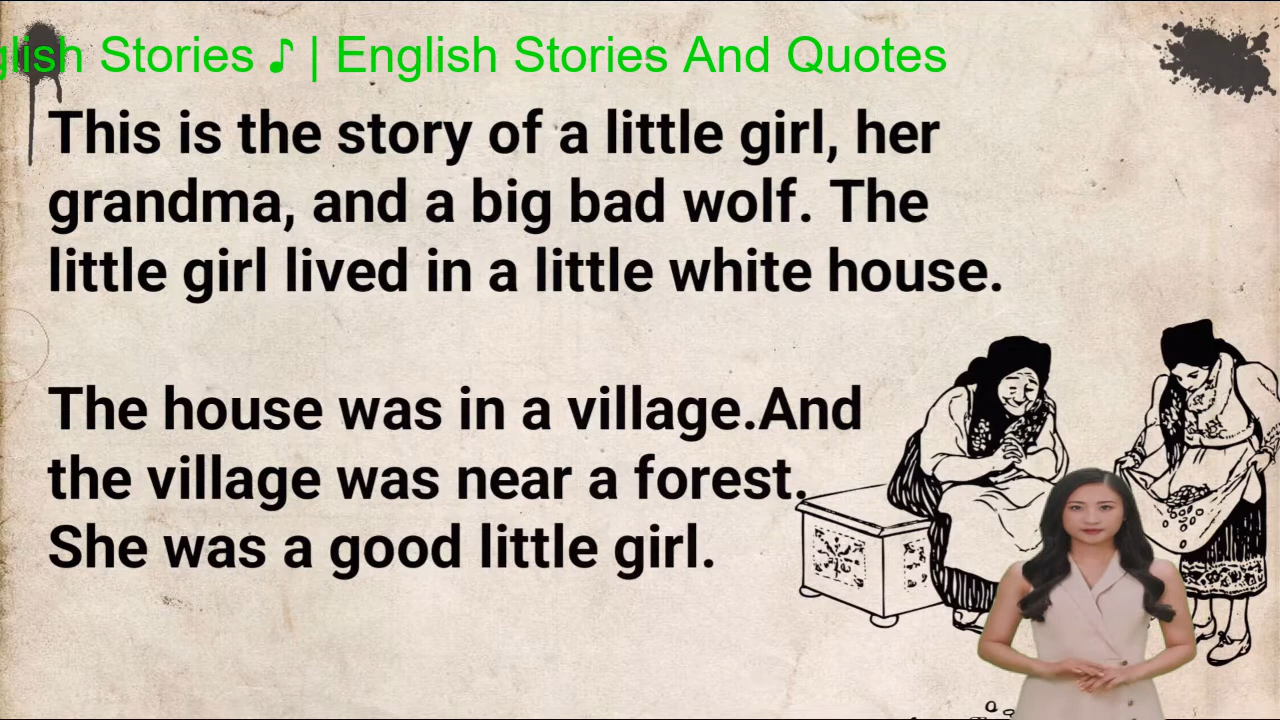 Stories ♪ | English Stories And Quotes
This is the story of a little girl, her
grandma, and a big bad wolf. The
little girl lived in a little white house.
The house was in a village.And
the village was near a forest.
She was a good little girl.